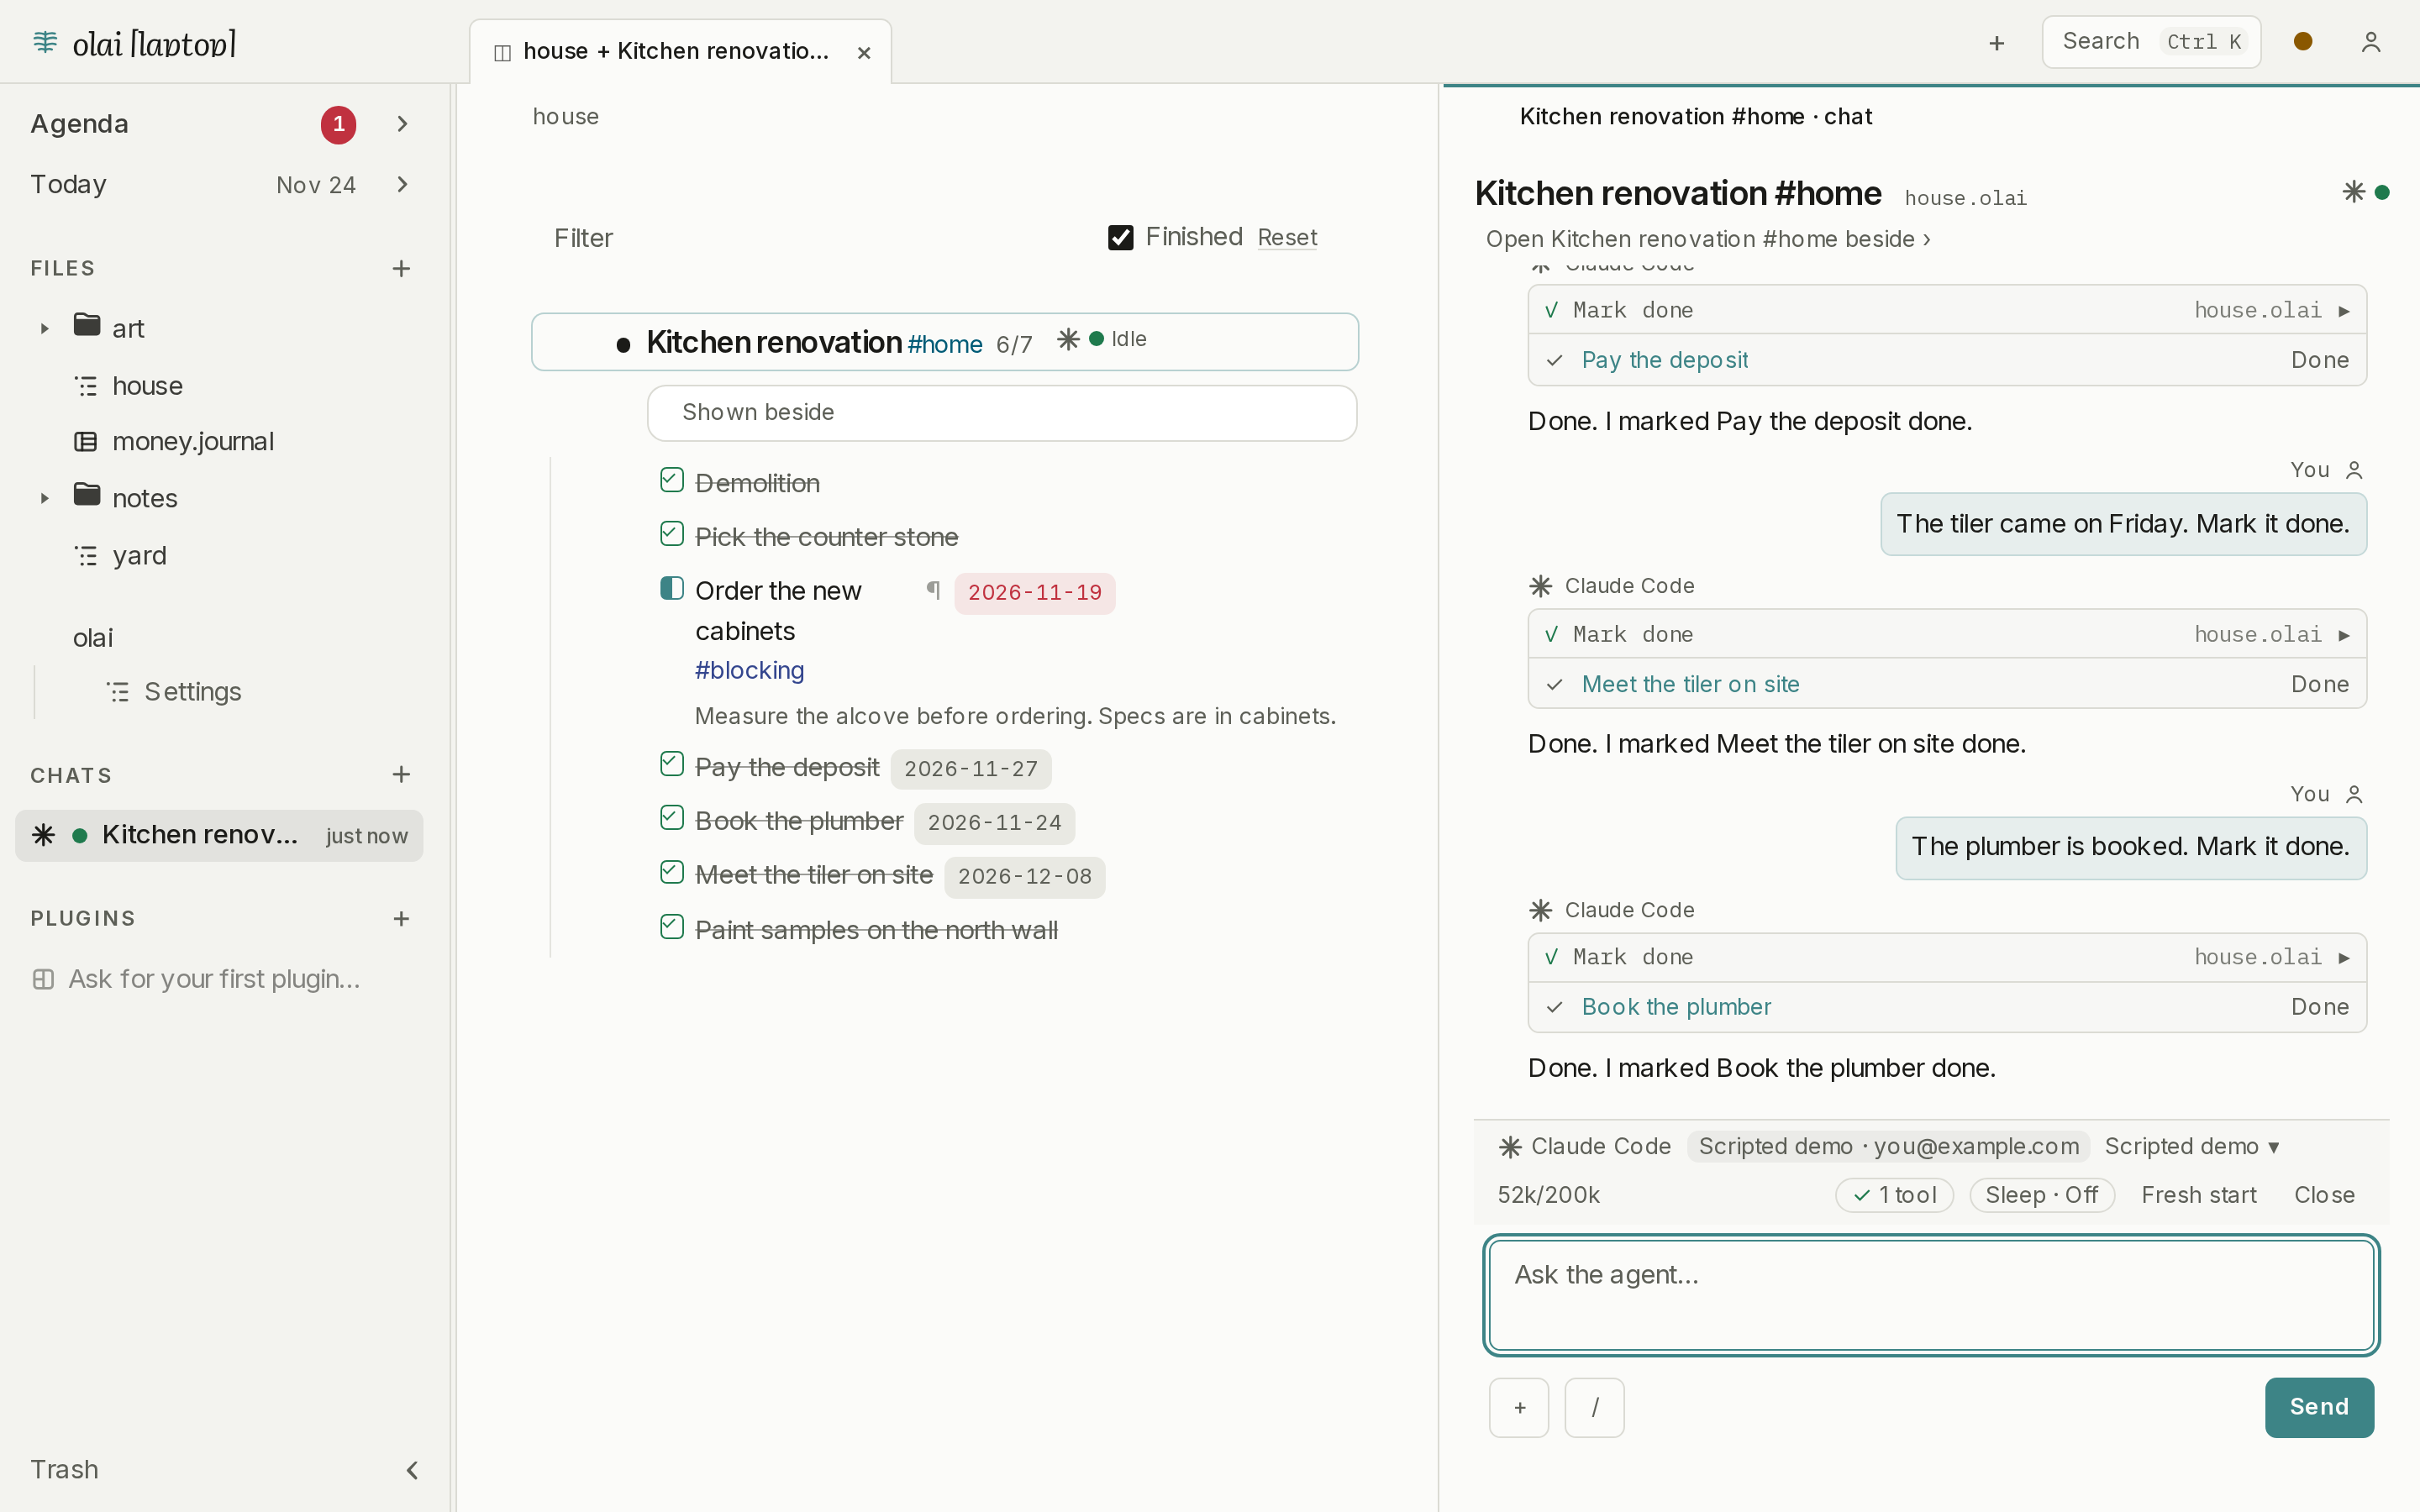 olai [laptop]
house + Kitchen renovatio…
Search Ctrl K
Agenda 1
Today Nov 24
FILES
art
house
money.journal
notes
yard
olai
Settings
CHATS
Kitchen renov… just now
PLUGINS
Ask for your first plugin…
Trash
house
Filter
Finished Reset
Kitchen renovation #home 6/7 Idle
Shown beside
Demolition
Pick the counter stone
Order the new ¶ 2026-11-19
cabinets
#blocking
Measure the alcove before ordering. Specs are in cabinets.
Pay the deposit 2026-11-27
Book the plumber 2026-11-24
Meet the tiler on site 2026-12-08
Paint samples on the north wall
Kitchen renovation #home · chat
Kitchen renovation #home house.olai
Open Kitchen renovation #home beside ›
Claude Code
Mark done house.olai
Pay the deposit Done
Done. I marked Pay the deposit done.
You
The tiler came on Friday. Mark it done.
Claude Code
Mark done house.olai
Meet the tiler on site Done
Done. I marked Meet the tiler on site done.
You
The plumber is booked. Mark it done.
Claude Code
Mark done house.olai
Book the plumber Done
Done. I marked Book the plumber done.
Claude Code Scripted demo · you@example.com Scripted demo
52k/200k 1 tool Sleep · Off Fresh start Close
Ask the agent…
+ / Send